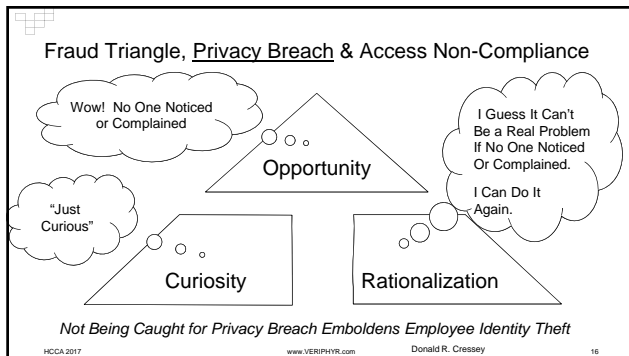 Fraud Triangle, Privacy Breach & Access Non-Compliance
Wow! No One Noticed
or Complained
I Guess It Can't
Be a Real Problem
If No One Noticed
Or Complained.
I Can Do It
Again.
Opportunity
"Just
Curious"
Curiosity
Rationalization
Not Being Caught for Privacy Breach Emboldens Employee Identity Theft
HCCA 2017
www.VERIPHYR.com
Donald R. Cressey
16